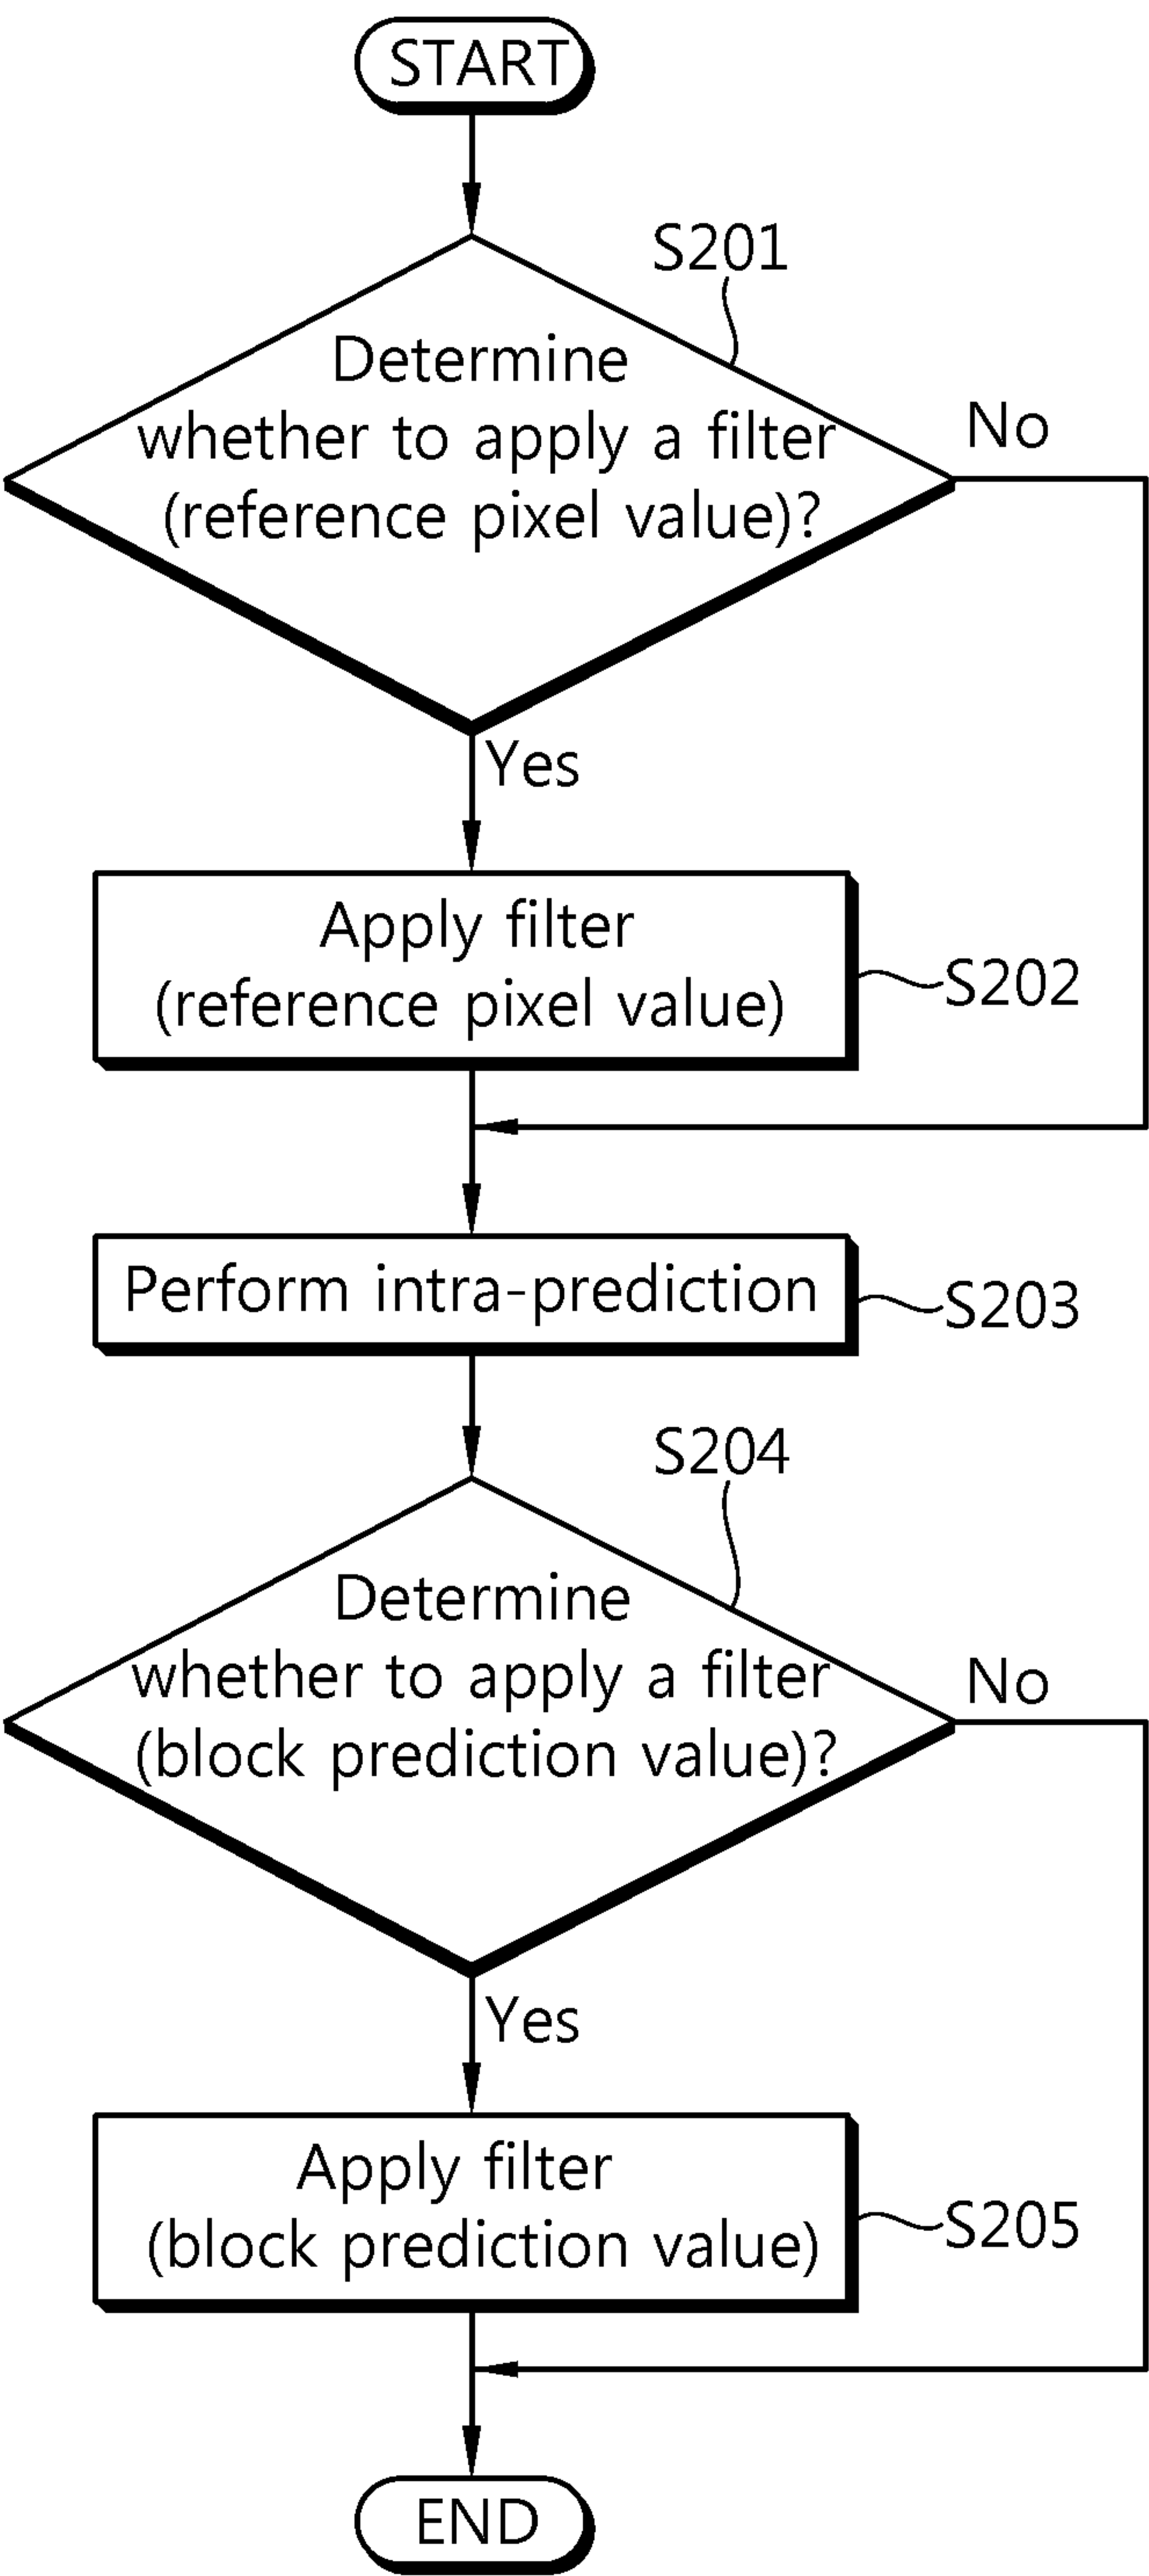 START
S201
Determine
whether to apply a filter
(reference pixel value)?
No
Yes
Apply filter
(reference pixel value)
S202
Perform intra-prediction
S203
S204
Determine
whether to apply a filter
(block prediction value)?
No
Yes
Apply filter
(block prediction value)
S205
END